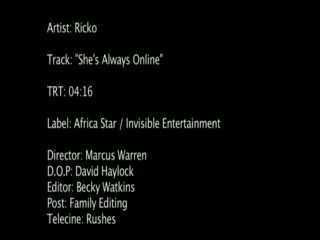 Artist: Ricko
Track: "She's Always Online"
TRT: 04:16
Label: Africa Star / Invisible Entertainment
Director: Marcus Warren
D.O.P: David Haylock
Editor: Becky Watkins
Post: Family Editing
Telecine: Rushes